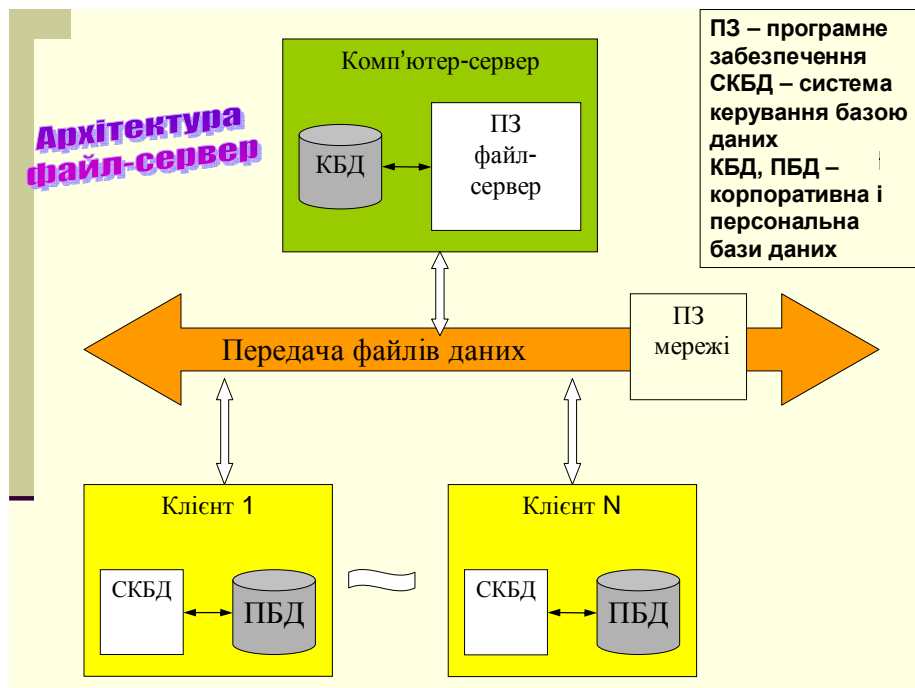 Архітектура
файл-сервер
Комп’ютер-сервер
КБД
ПЗ
файл-
сервер
ПЗ – програмне
забезпечення
СКБД – система
керування базою
даних
КБД, ПБД –
корпоративна і
персональна
бази даних
Передача файлів даних
ПЗ
мережі
Клієнт 1
СКБД
ПБД
Клієнт N
СКБД
ПБД